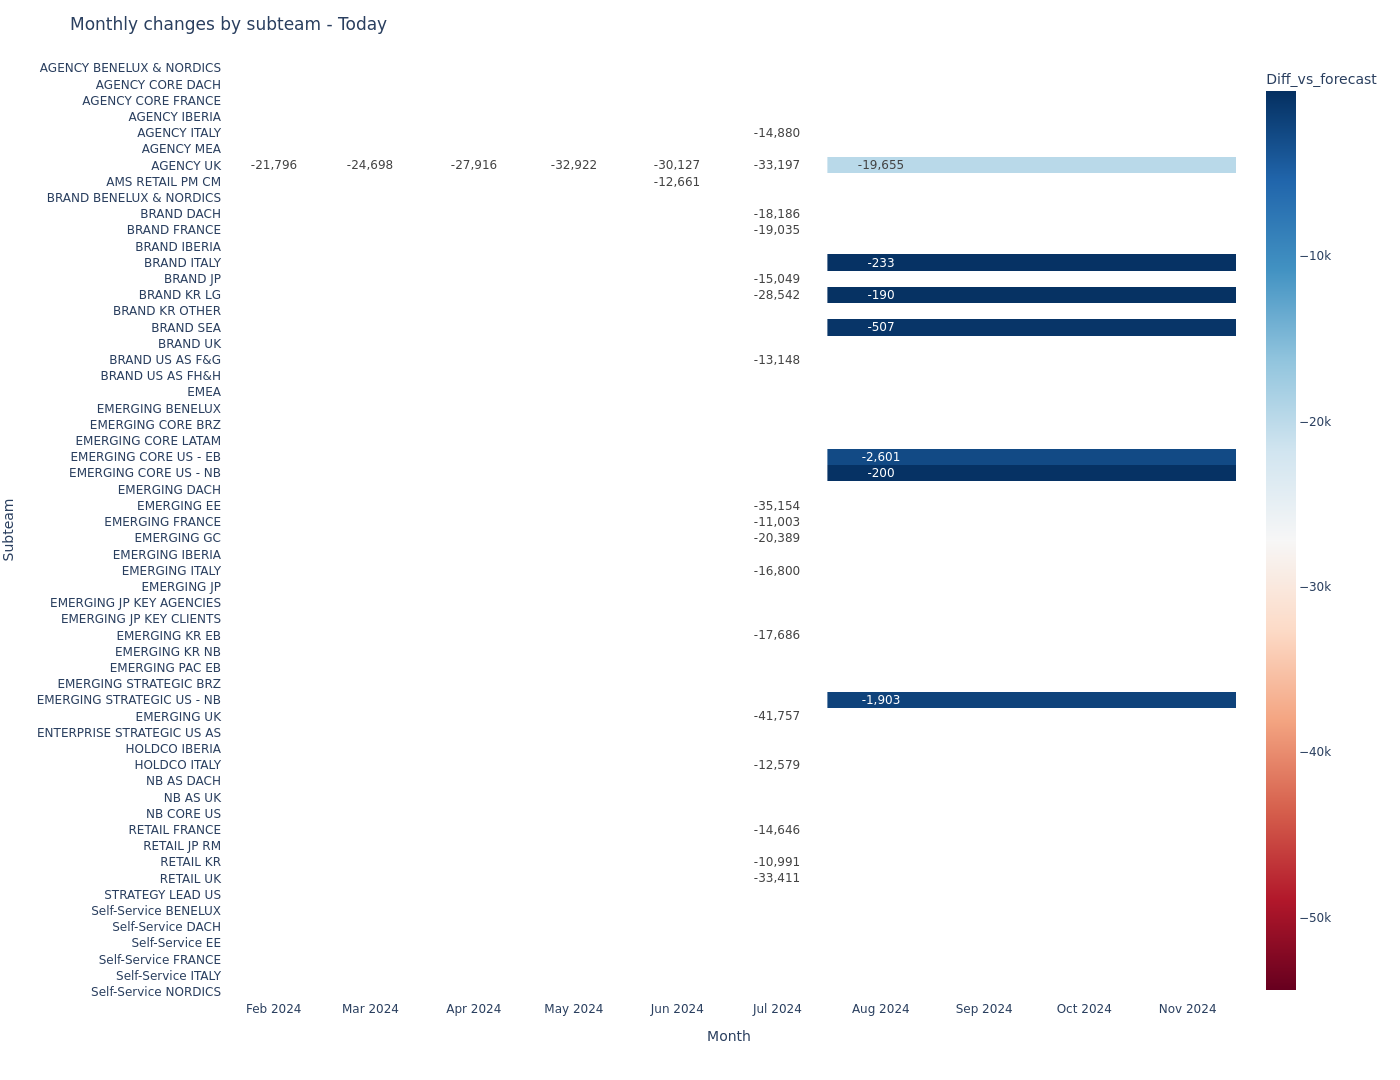 Monthly changes by subteam - Today
Diff_vs_forecast
AGENCY BENELUX & NORDICS
AGENCY CORE DACH
AGENCY CORE FRANCE
AGENCY IBERIA
AGENCY ITALY -14,880
AGENCY MEA
AGENCY UK -21,796 -24,698 -27,916 -32,922 -30,127 -33,197 -19,655
AMS RETAIL PM CM -12,661
BRAND BENELUX & NORDICS
BRAND DACH -18,186
BRAND FRANCE -19,035
BRAND IBERIA
BRAND ITALY -233
BRAND JP -15,049
BRAND KR LG -28,542 -190
BRAND KR OTHER
BRAND SEA -507
BRAND UK
BRAND US AS F&G -13,148
BRAND US AS FH&H
EMEA
EMERGING BENELUX
EMERGING CORE BRZ
EMERGING CORE LATAM
EMERGING CORE US - EB -2,601
EMERGING CORE US - NB -200
EMERGING DACH
EMERGING EE -35,154
EMERGING FRANCE -11,003
EMERGING GC -20,389
EMERGING IBERIA
EMERGING ITALY -16,800
EMERGING JP
EMERGING JP KEY AGENCIES
EMERGING JP KEY CLIENTS
EMERGING KR EB -17,686
EMERGING KR NB
EMERGING PAC EB
EMERGING STRATEGIC BRZ
EMERGING STRATEGIC US - NB -1,903
EMERGING UK -41,757
ENTERPRISE STRATEGIC US AS
HOLDCO IBERIA
HOLDCO ITALY -12,579
NB AS DACH
NB AS UK
NB CORE US
RETAIL FRANCE -14,646
RETAIL JP RM
RETAIL KR -10,991
RETAIL UK -33,411
STRATEGY LEAD US
Self-Service BENELUX
Self-Service DACH
Self-Service EE
Self-Service FRANCE
Self-Service ITALY
Self-Service NORDICS
Subteam
Feb 2024 Mar 2024 Apr 2024 May 2024 Jun 2024 Jul 2024 Aug 2024 Sep 2024 Oct 2024 Nov 2024
Month
−10k
−20k
−30k
−40k
−50k